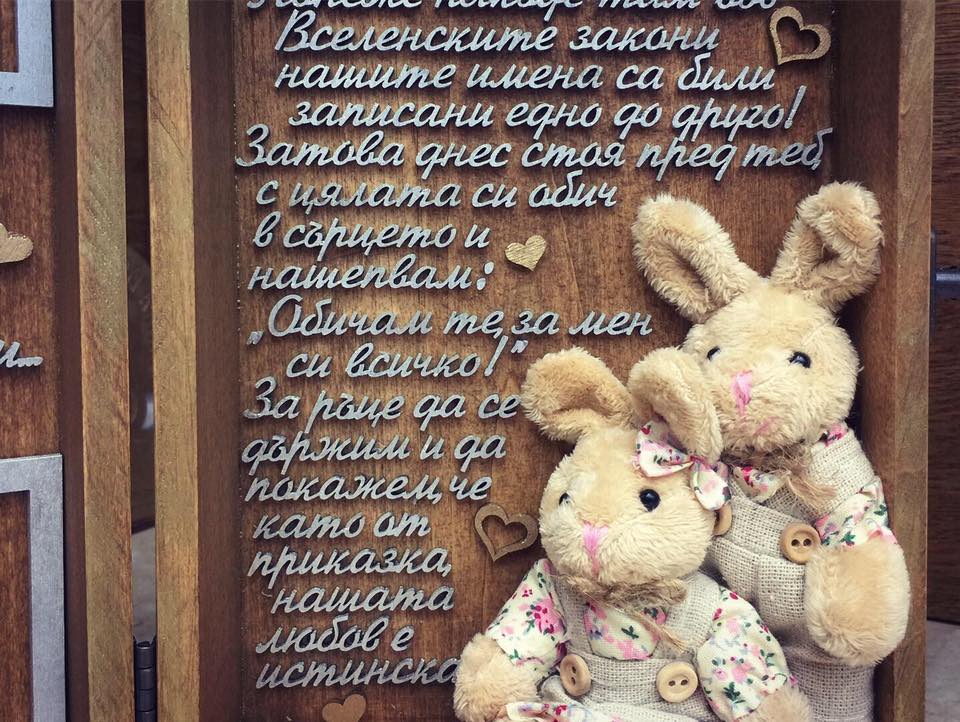 Вселенските закони
нашите имена са били
записани едно до друго!
Затова днес стоя пред теб,
с цялата си обич
в сърцето и
нашепвам:
„Обичам те, за мен
си всичко!"
За ръце да се
държим и да
покажем, че
като от
приказка,
нашата
любов е
истинска